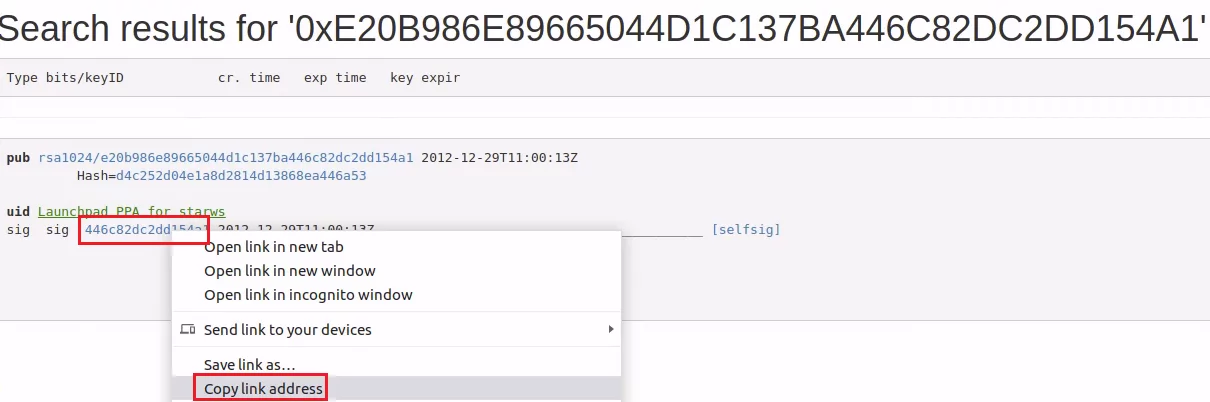 Search results for '0xE20B986E89665044D1C137BA446C82DC2DD154A1'
Type bits/keyID cr. time exp time key expir
pub rsa1024/e20b986e89665044d1c137ba446c82dc2dd154a1 2012-12-29T11:00:13Z
Hash=d4c252d04e1a8d2814d13868ea446a53
uid Launchpad PPA for starws
sig sig 446c82dc2dd154a1 2012-12-29T11:00:13Z ____________________ [selfsig]
Open link in new tab
Open link in new window
Open link in incognito window
Send link to your devices
Save link as...
Copy link address